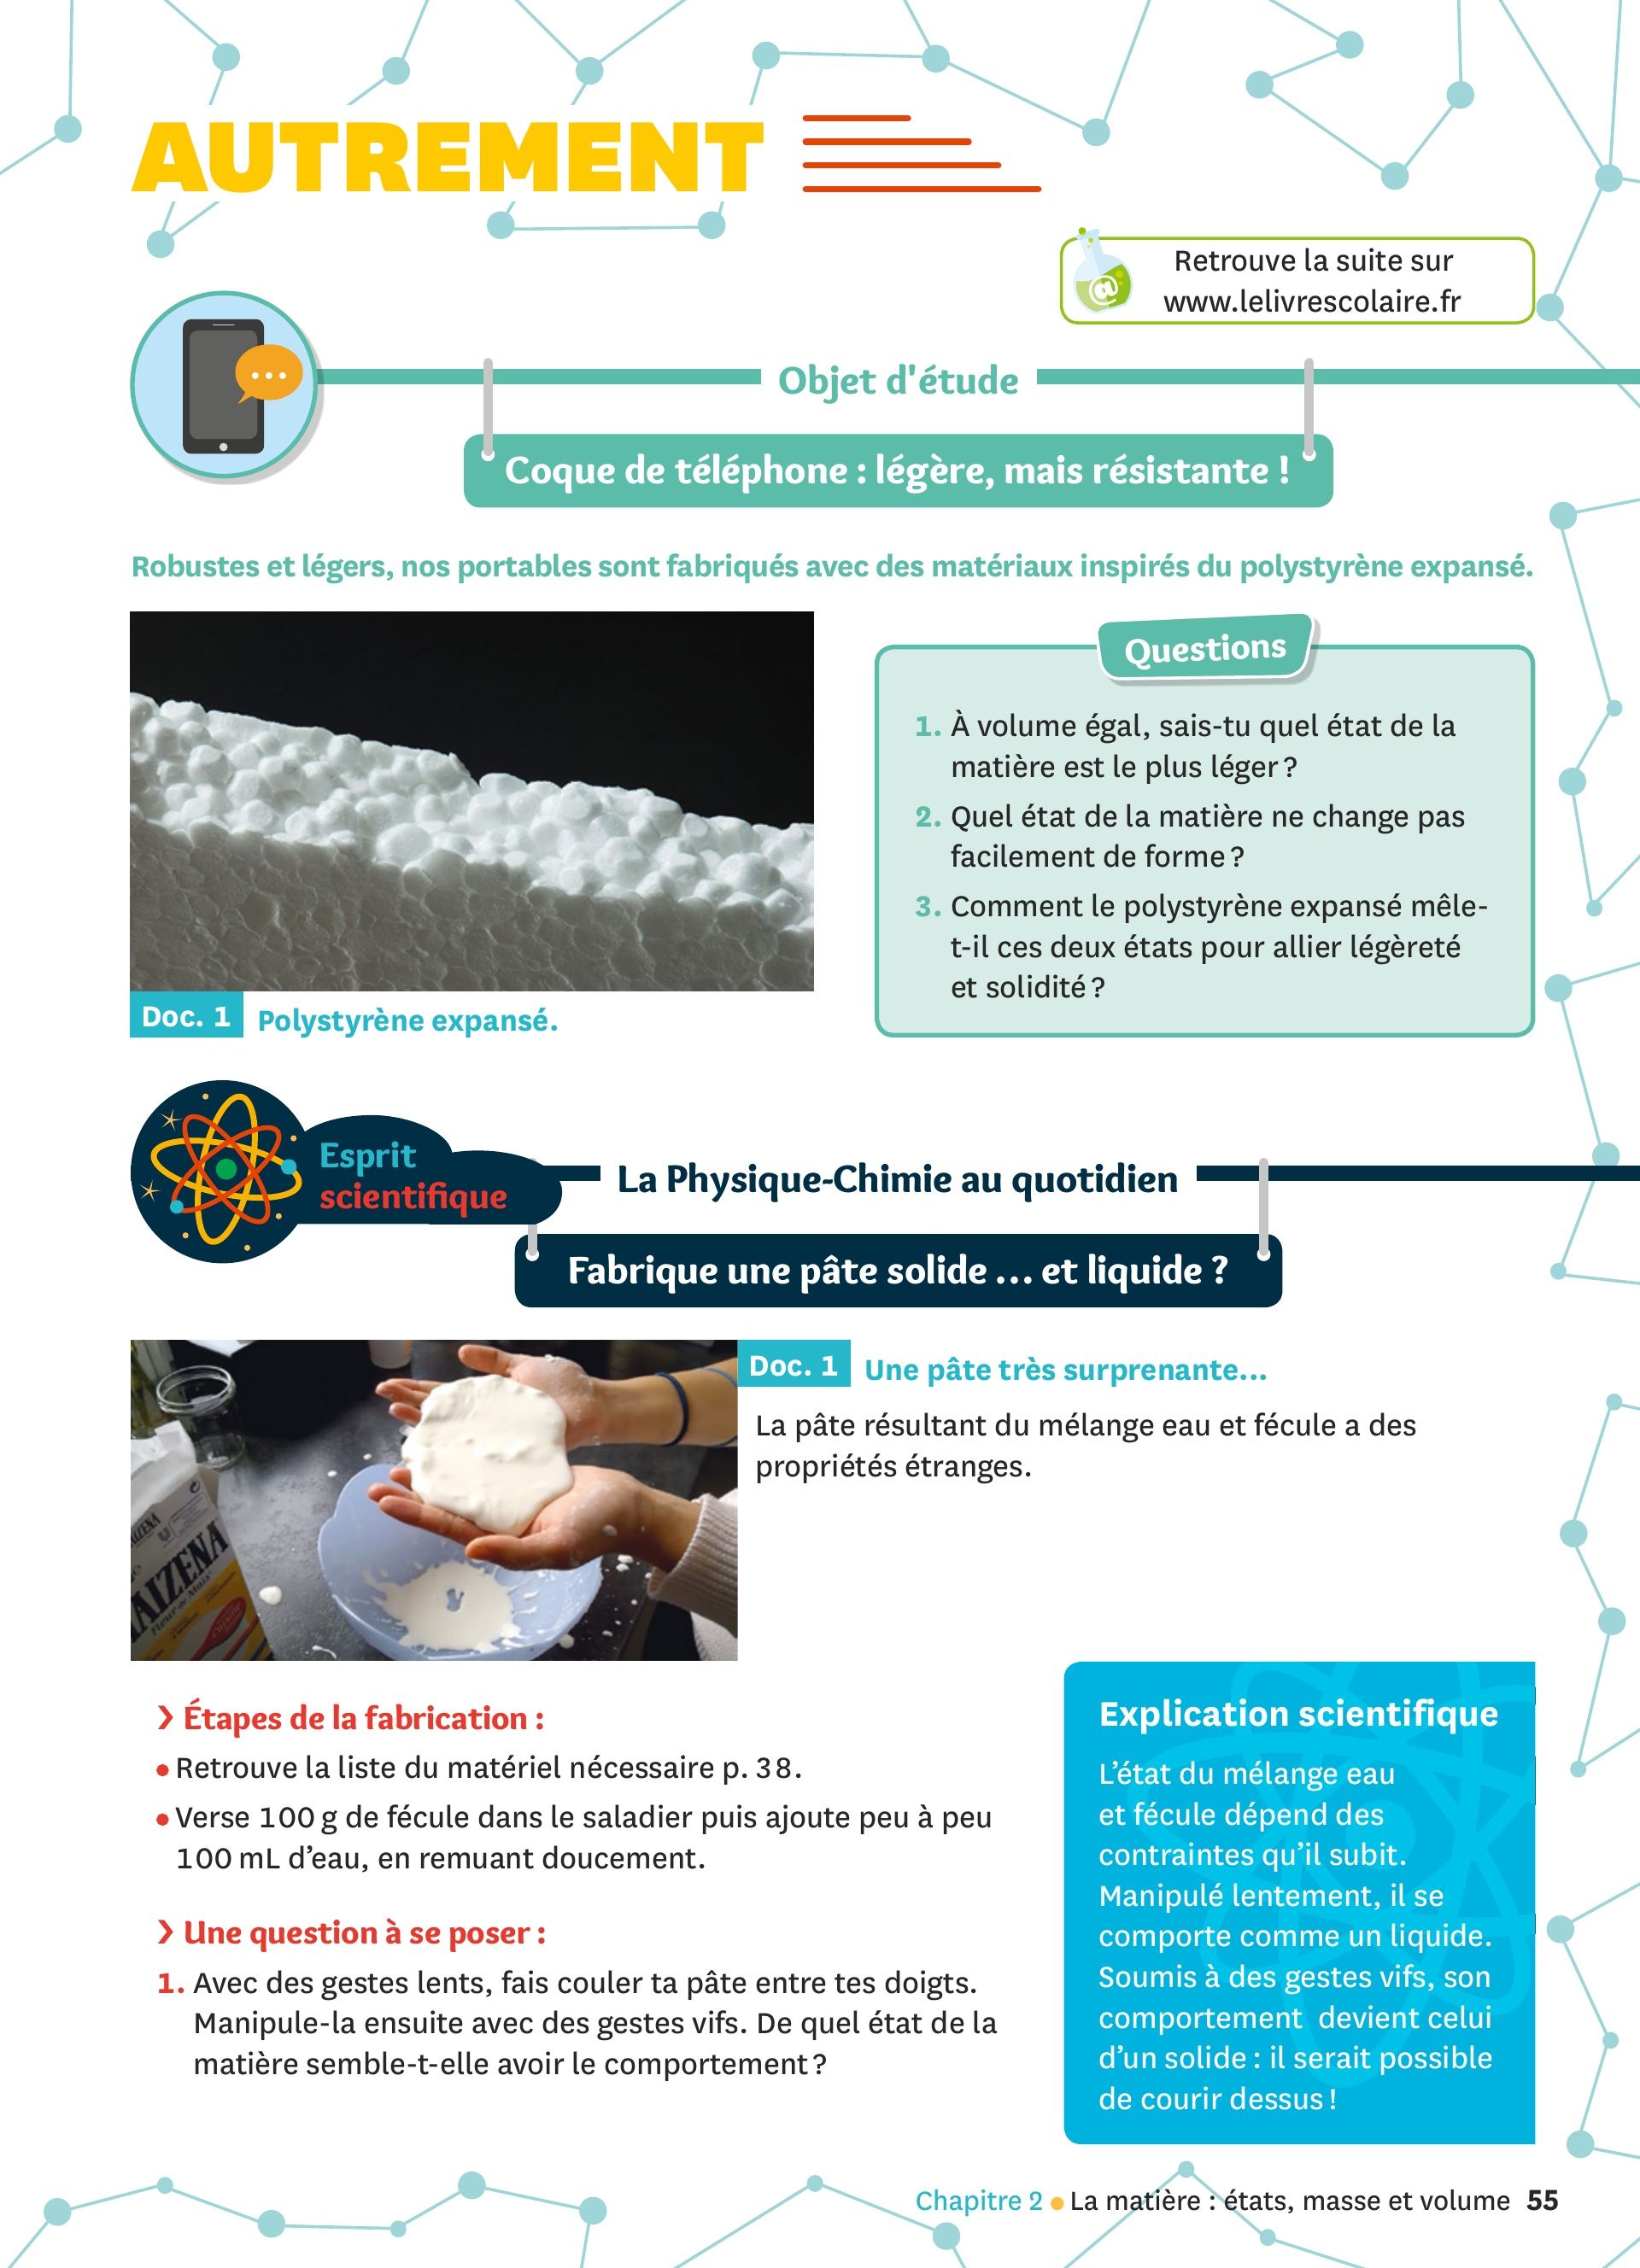 AUTREMENT
Retrouve la suite sur
www.lelivrescolaire.fr
Objet d'étude
Coque de téléphone : légère, mais résistante !
Robustes et légers, nos portables sont fabriqués avec des matériaux inspirés du polystyrène expansé.
Doc. 1 Polystyrène expansé.
Questions
1. À volume égal, sais-tu quel état de la
matière est le plus léger ?
2. Quel état de la matière ne change pas
facilement de forme ?
3. Comment le polystyrène expansé mêle-
t-il ces deux états pour allier légèreté
et solidité ?
Esprit
scientifique
La Physique-Chimie au quotidien
Fabrique une pâte solide ... et liquide ?
MAIZENA
Fleur de Maïs
Doc. 1 Une pâte très surprenante...
La pâte résultant du mélange eau et fécule a des
propriétés étranges.
› Étapes de la fabrication :
• Retrouve la liste du matériel nécessaire p. 38.
• Verse 100 g de fécule dans le saladier puis ajoute peu à peu
100 mL d’eau, en remuant doucement.
› Une question à se poser :
1. Avec des gestes lents, fais couler ta pâte entre tes doigts.
Manipule-la ensuite avec des gestes vifs. De quel état de la
matière semble-t-elle avoir le comportement ?
Explication scientifique
L’état du mélange eau
et fécule dépend des
contraintes qu’il subit.
Manipulé lentement, il se
comporte comme un liquide.
Soumis à des gestes vifs, son
comportement devient celui
d’un solide : il serait possible
de courir dessus !
Chapitre 2 • La matière : états, masse et volume 55